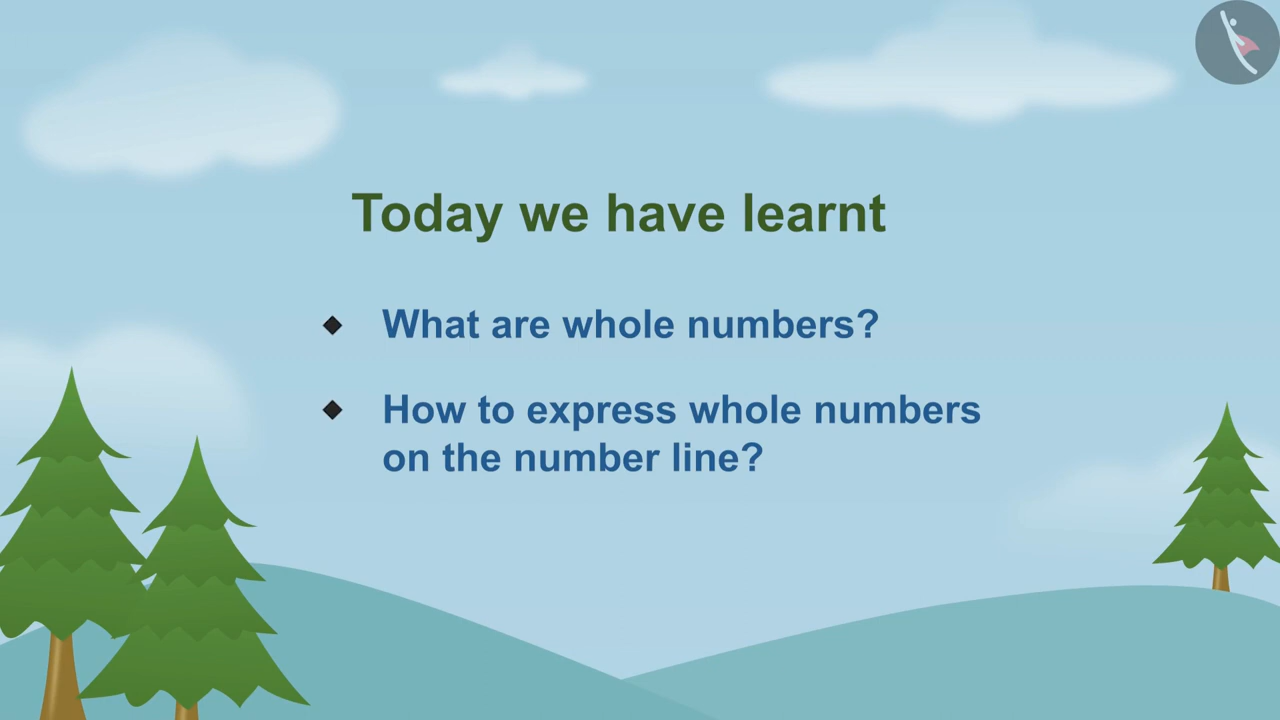 Today we have learnt
◆ What are whole numbers?
◆ How to express whole numbers
on the number line?